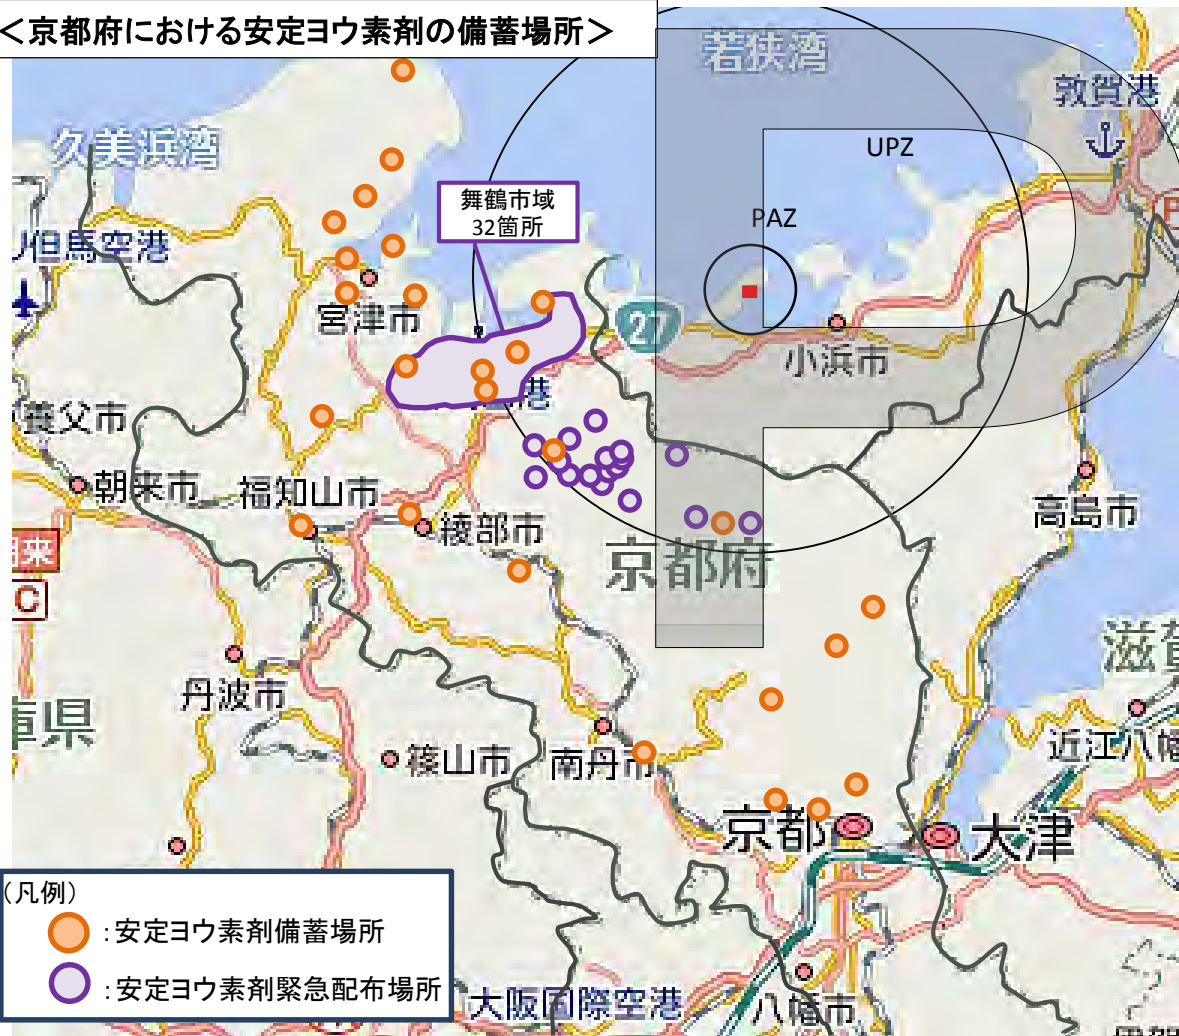 ＜京都府における安定ヨウ素剤の備蓄場所＞
若狭湾
敦賀港
久美浜湾
UPZ
舞鶴市域
32箇所
PAZ
但馬空港
宮津市
27
小浜市
港
養父市
朝来市
福知山市
綾部市
高島市
京都府
朝来
C
滋賀
丹波市
庫県
篠山市
南丹市
近江八幡
京都
大津
(凡例)
:安定ヨウ素剤備蓄場所
:安定ヨウ素剤緊急配布場所
大阪国際空港
八幡市